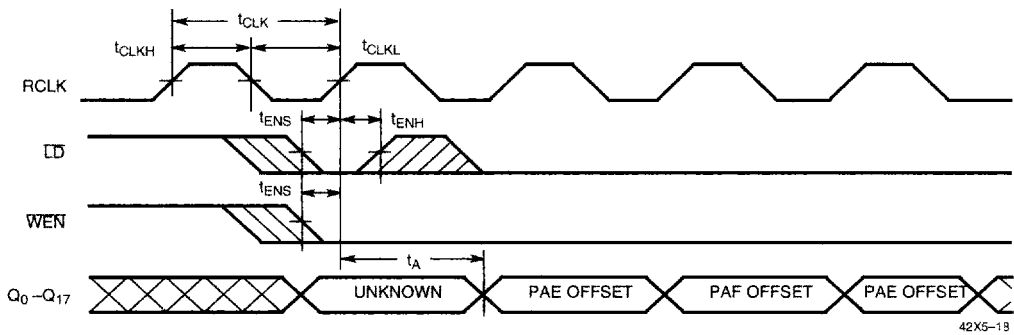 tCLK
tCLKH
tCLKL
RCLK
tENS
tENH
LD
tENS
WEN
tA
Q0–Q17
UNKNOWN
PAE OFFSET
PAF OFFSET
PAE OFFSET
42X5–18